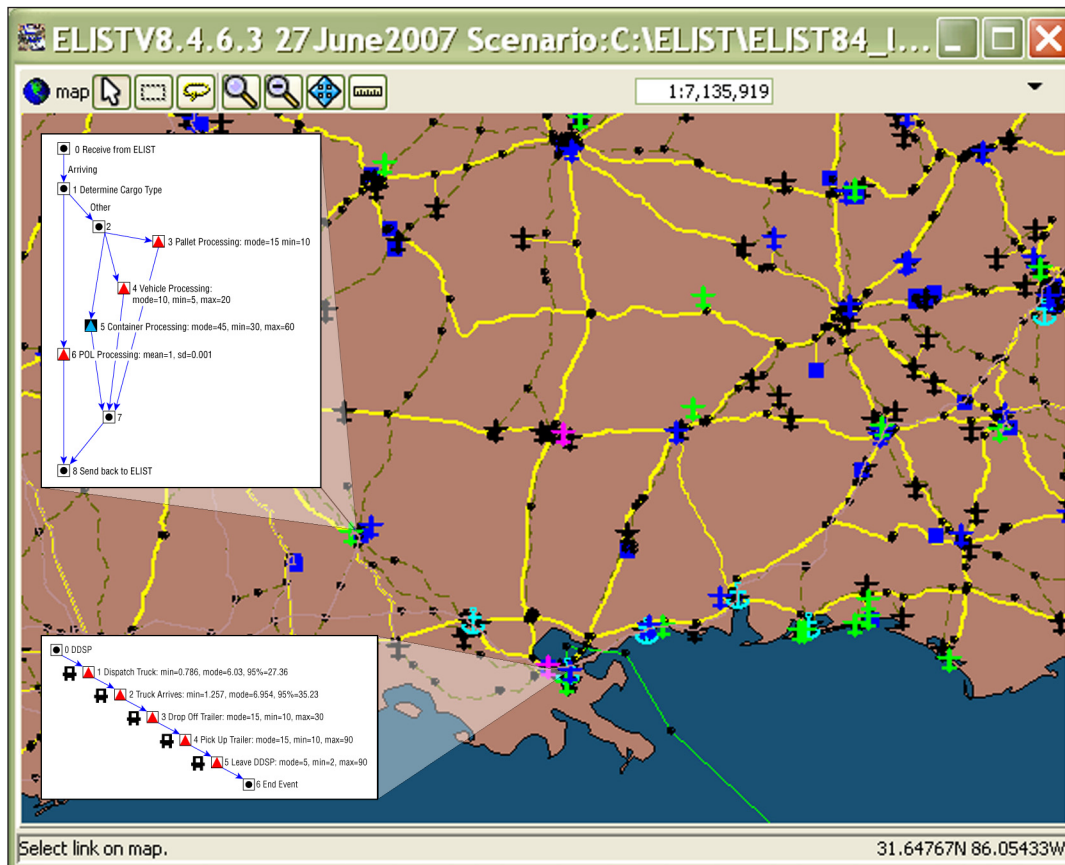 ELISTV8.4.6.3 27June2007 Scenario:C:\ELIST\ELIST84_I...
map
1:7,135,919
0 Receive from ELIST
Arriving
1 Determine Cargo Type
Other
2
3 Pallet Processing: mode=15 min=10
4 Vehicle Processing:
mode=10, min=5, max=20
5 Container Processing: mode=45, min=30, max=60
6 POL Processing: mean=1, sd=0.001
7
8 Send back to ELIST
0 DDSP
1 Dispatch Truck: min=0.786, mode=6.03, 95%=27.36
2 Truck Arrives: min=1.257, mode=6.954, 95%=35.23
3 Drop Off Trailer: mode=15, min=10, max=30
4 Pick Up Trailer: mode=15, min=10, max=90
5 Leave DDSP: mode=5, min=2, max=90
6 End Event
Select link on map.
31.64767N 86.05433W